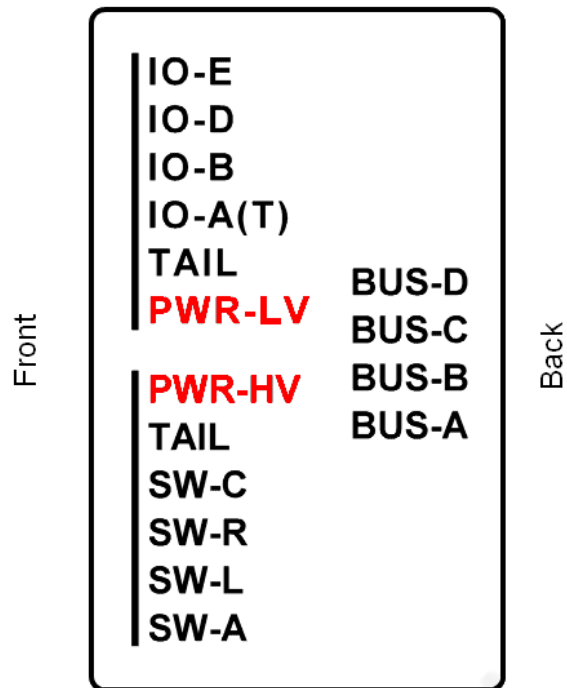 Front
IO-E
IO-D
IO-B
IO-A(T)
TAIL
PWR-LV
PWR-HV
TAIL
SW-C
SW-R
SW-L
SW-A
BUS-D
BUS-C
BUS-B
BUS-A
Back